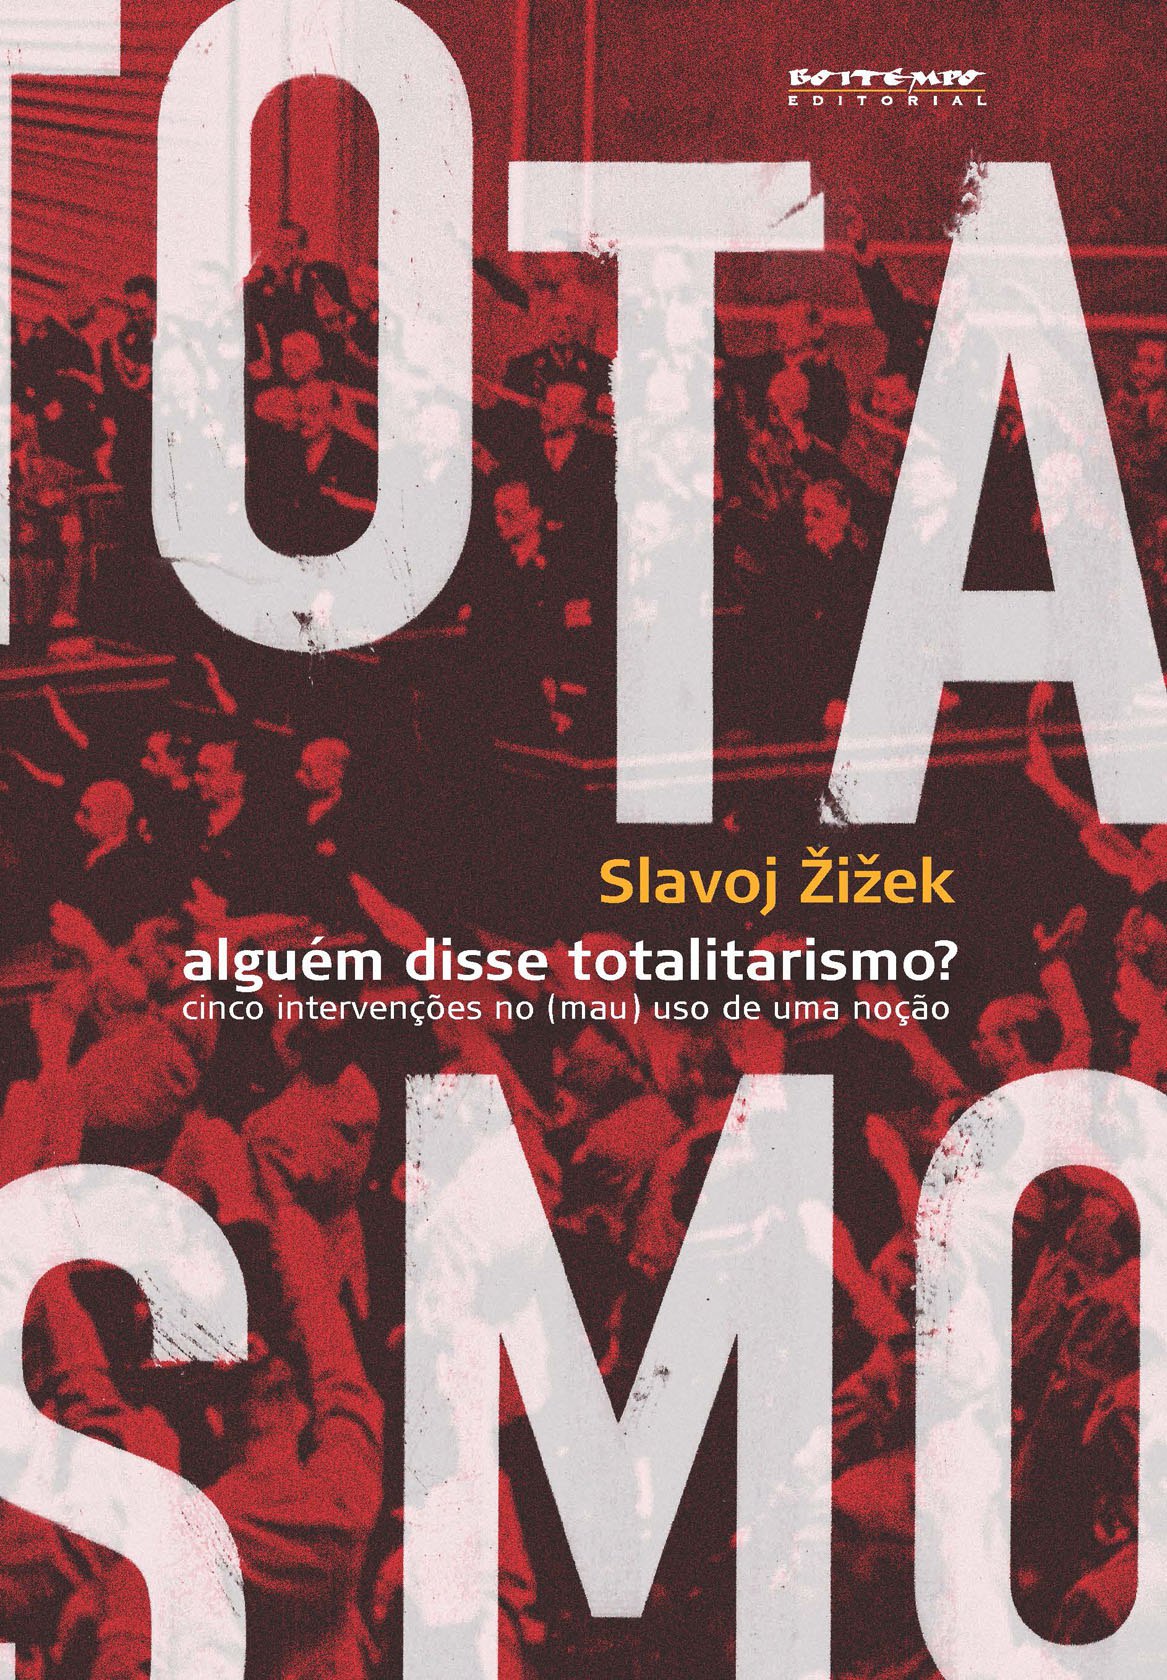 BOITEMPO
EDITORIAL
TOTA
Slavoj Žižek
alguém disse totalitarismo?
cinco intervenções no (mau) uso de uma noção
SMO